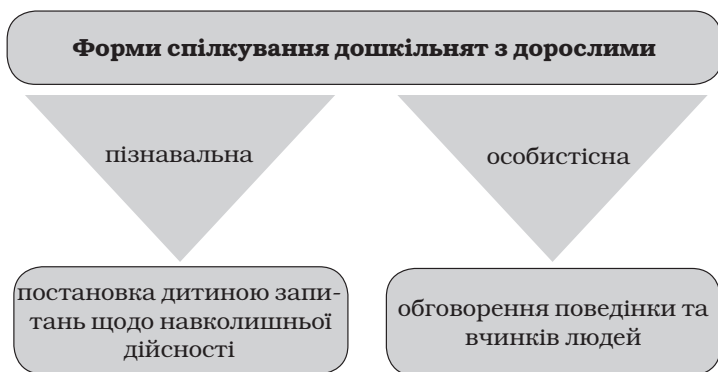 Форми спілкування дошкільнят з дорослими
пізнавальна
особистісна
постановка дитиною запи-
тань щодо навколишньої
дійсності
обговорення поведінки та
вчинків людей